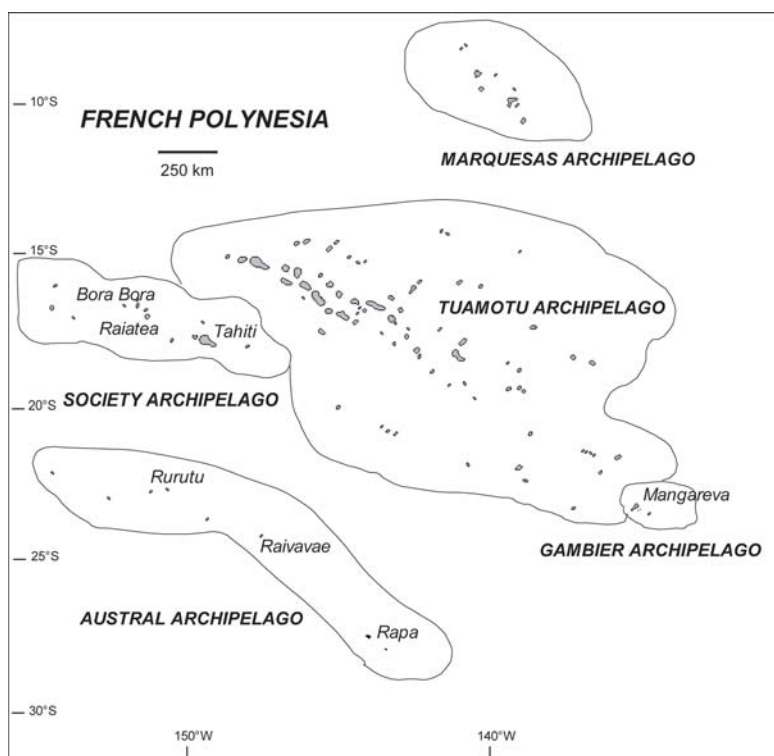 10°S
FRENCH POLYNESIA
250 km
MARQUESAS ARCHIPELAGO
15°S
Bora Bora
Raiatea
Tahiti
TUAMOTU ARCHIPELAGO
SOCIETY ARCHIPELAGO
20°S
Rurutu
Mangareva
Raivavae
25°S
GAMBIER ARCHIPELAGO
AUSTRAL ARCHIPELAGO
Rapa
30°S
150°W
140°W